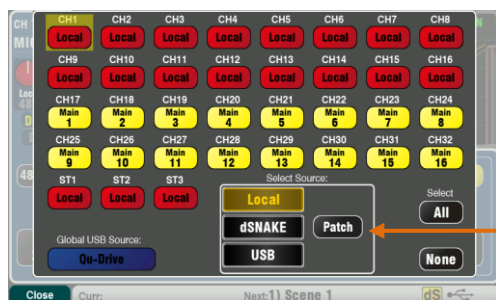 CH1 CH2 CH3 CH4 CH5 CH6 CH7 CH8
Local Local Local Local Local Local Local Local
CH9 CH10 CH11 CH12 CH13 CH14 CH15 CH16
Local Local Local Local Local Local Local Local
CH17 CH18 CH19 CH20 CH21 CH22 CH23 CH24
Main Main Main Main Main Main Main Main
1 2 3 4 5 6 7 8
CH25 CH26 CH27 CH28 CH29 CH30 CH31 CH32
Main Main Main Main Main Main Main Main
9 10 11 12 13 14 15 16
ST1 ST2 ST3 Select Source:
Local Local Local Local Select
All
dSNAKE Patch
Global USB Source:
Qu-Drive USB None
Close Curr: Next:1) Scene 1 dS